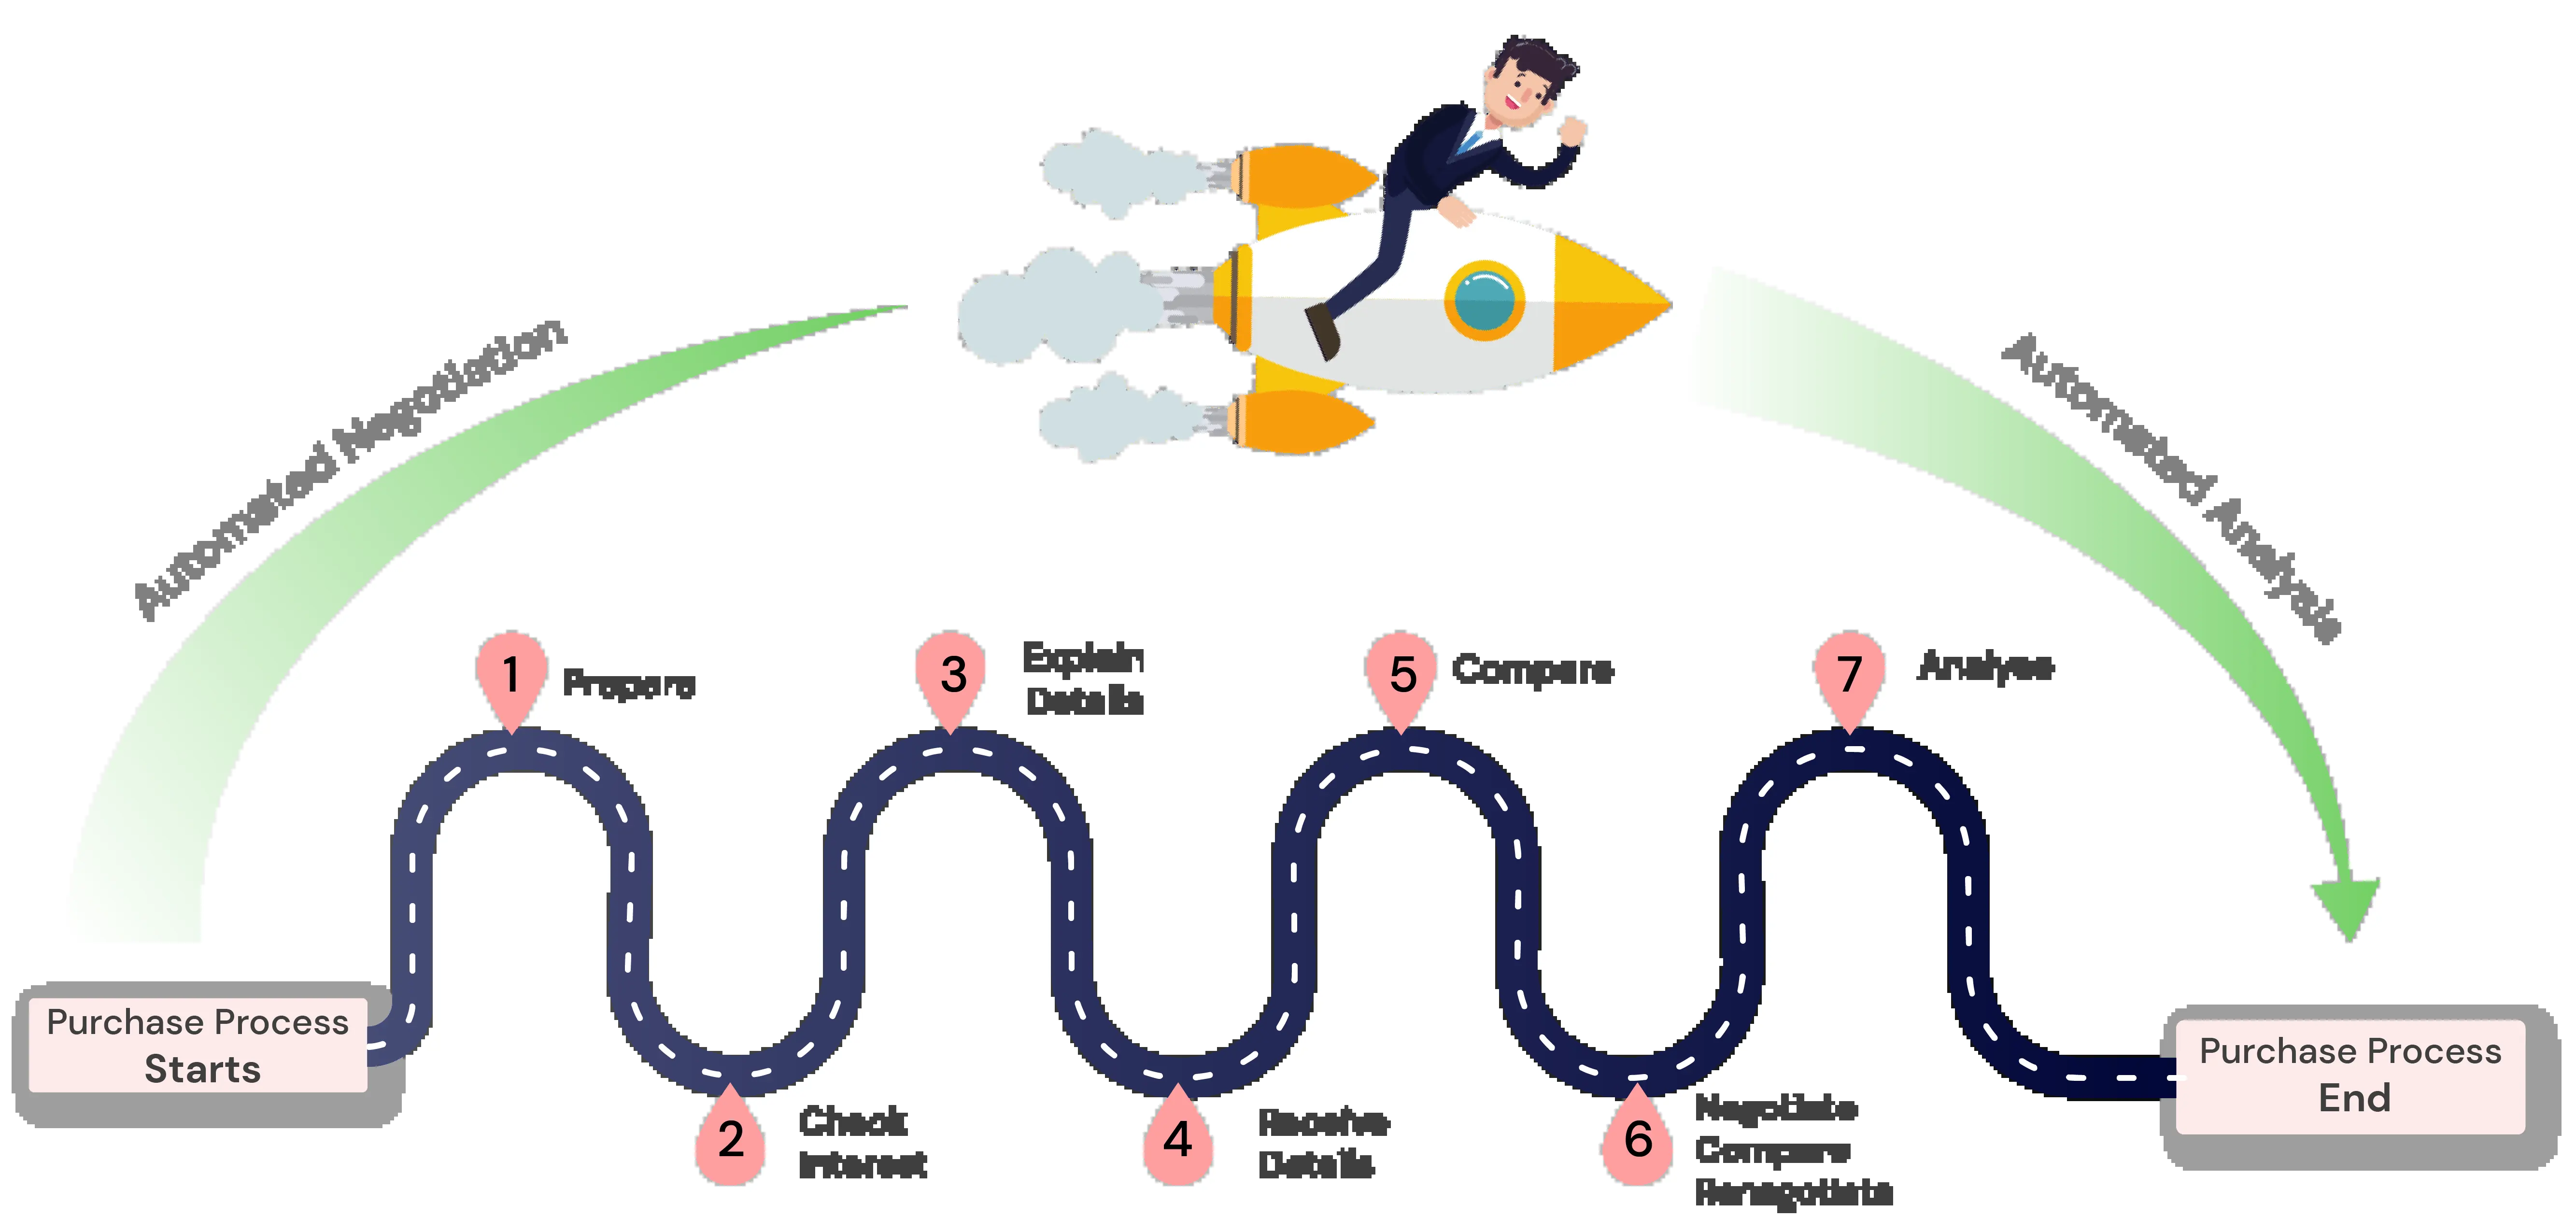 Automated Negotiation
Automated Analysis
1
Prepare
3
Explain
Details
5
Compare
7
Analyse
Purchase Process
Starts
2
Check
Interest
4
Receive
Details
6
Negotiate
Compare
Renegotiate
Purchase Process
End